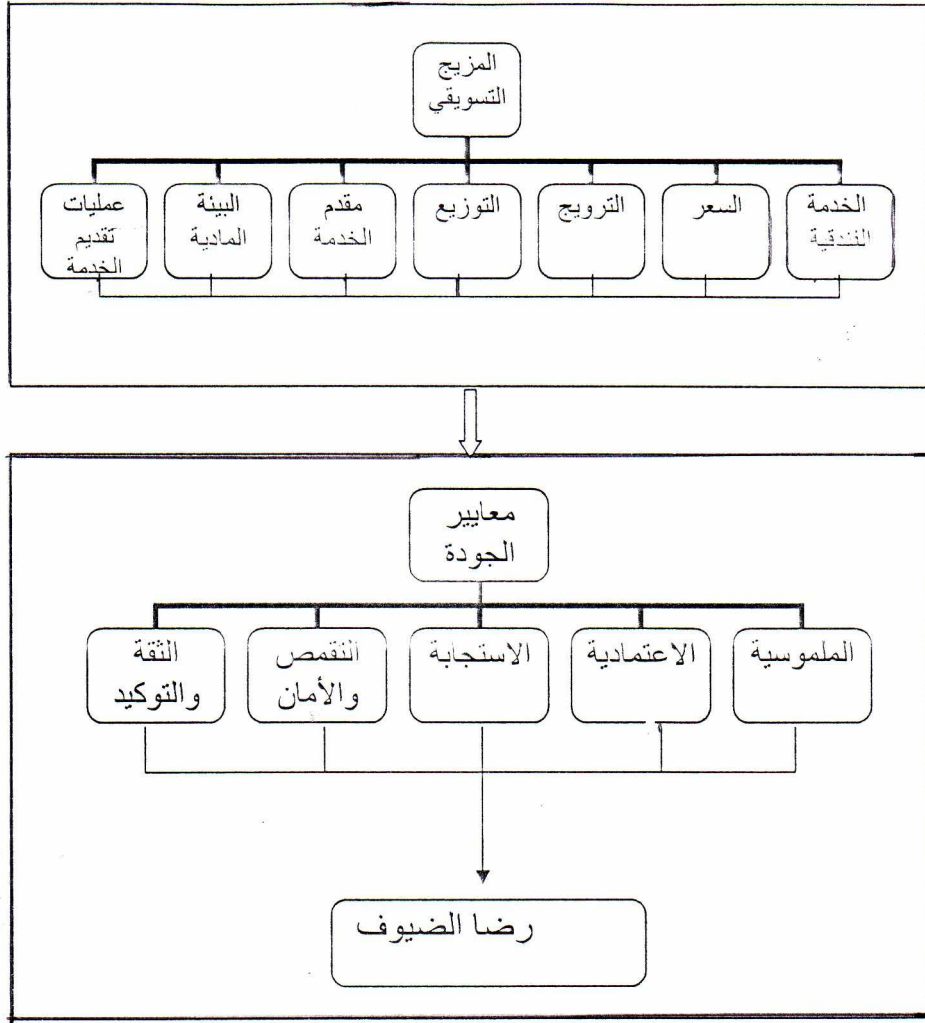 المزيج
التسويقي
الخدمة
الفندقية
السعر
الترويج
التوزيع
مقدم
الخدمة
البيئة
المادية
عمليات
تقديم
الخدمة
معايير
الجودة
الملموسية
الاعتمادية
الاستجابة
التقمص
والأمان
الثقة
والتوكيد
رضا الضيوف